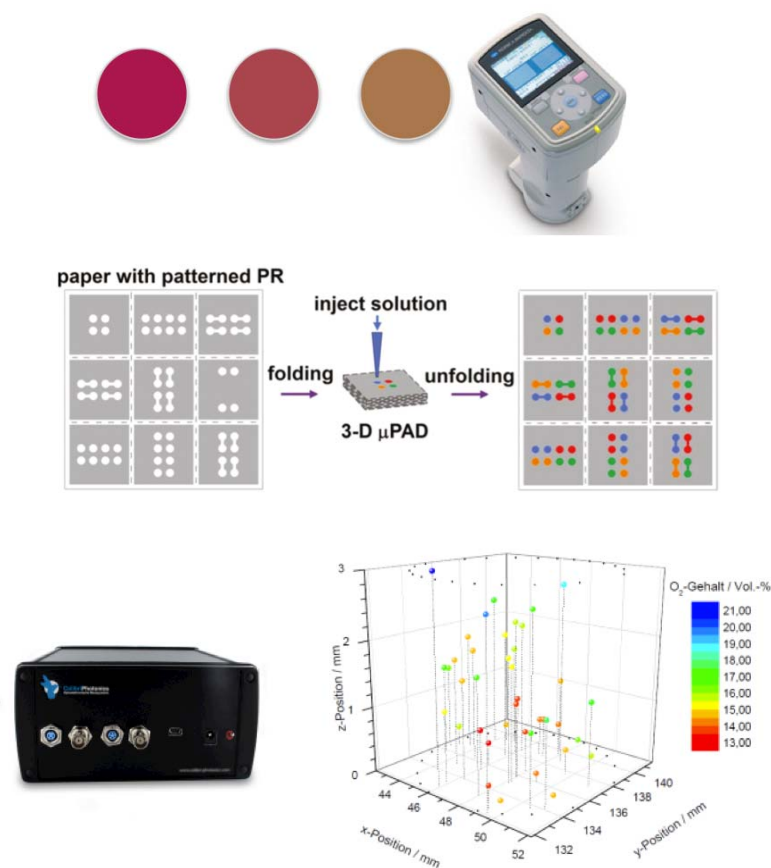 paper with patterned PR
inject solution
folding
unfolding
3-D μPAD
O₂-Gehalt / Vol.-%
21,00
20,00
19,00
18,00
17,00
16,00
15,00
14,00
13,00
z-Position / mm
3
2
1
0
x-Position / mm
44
46
48
50
52
y-Position / mm
132
134
136
138
140
ColibriPhotonics